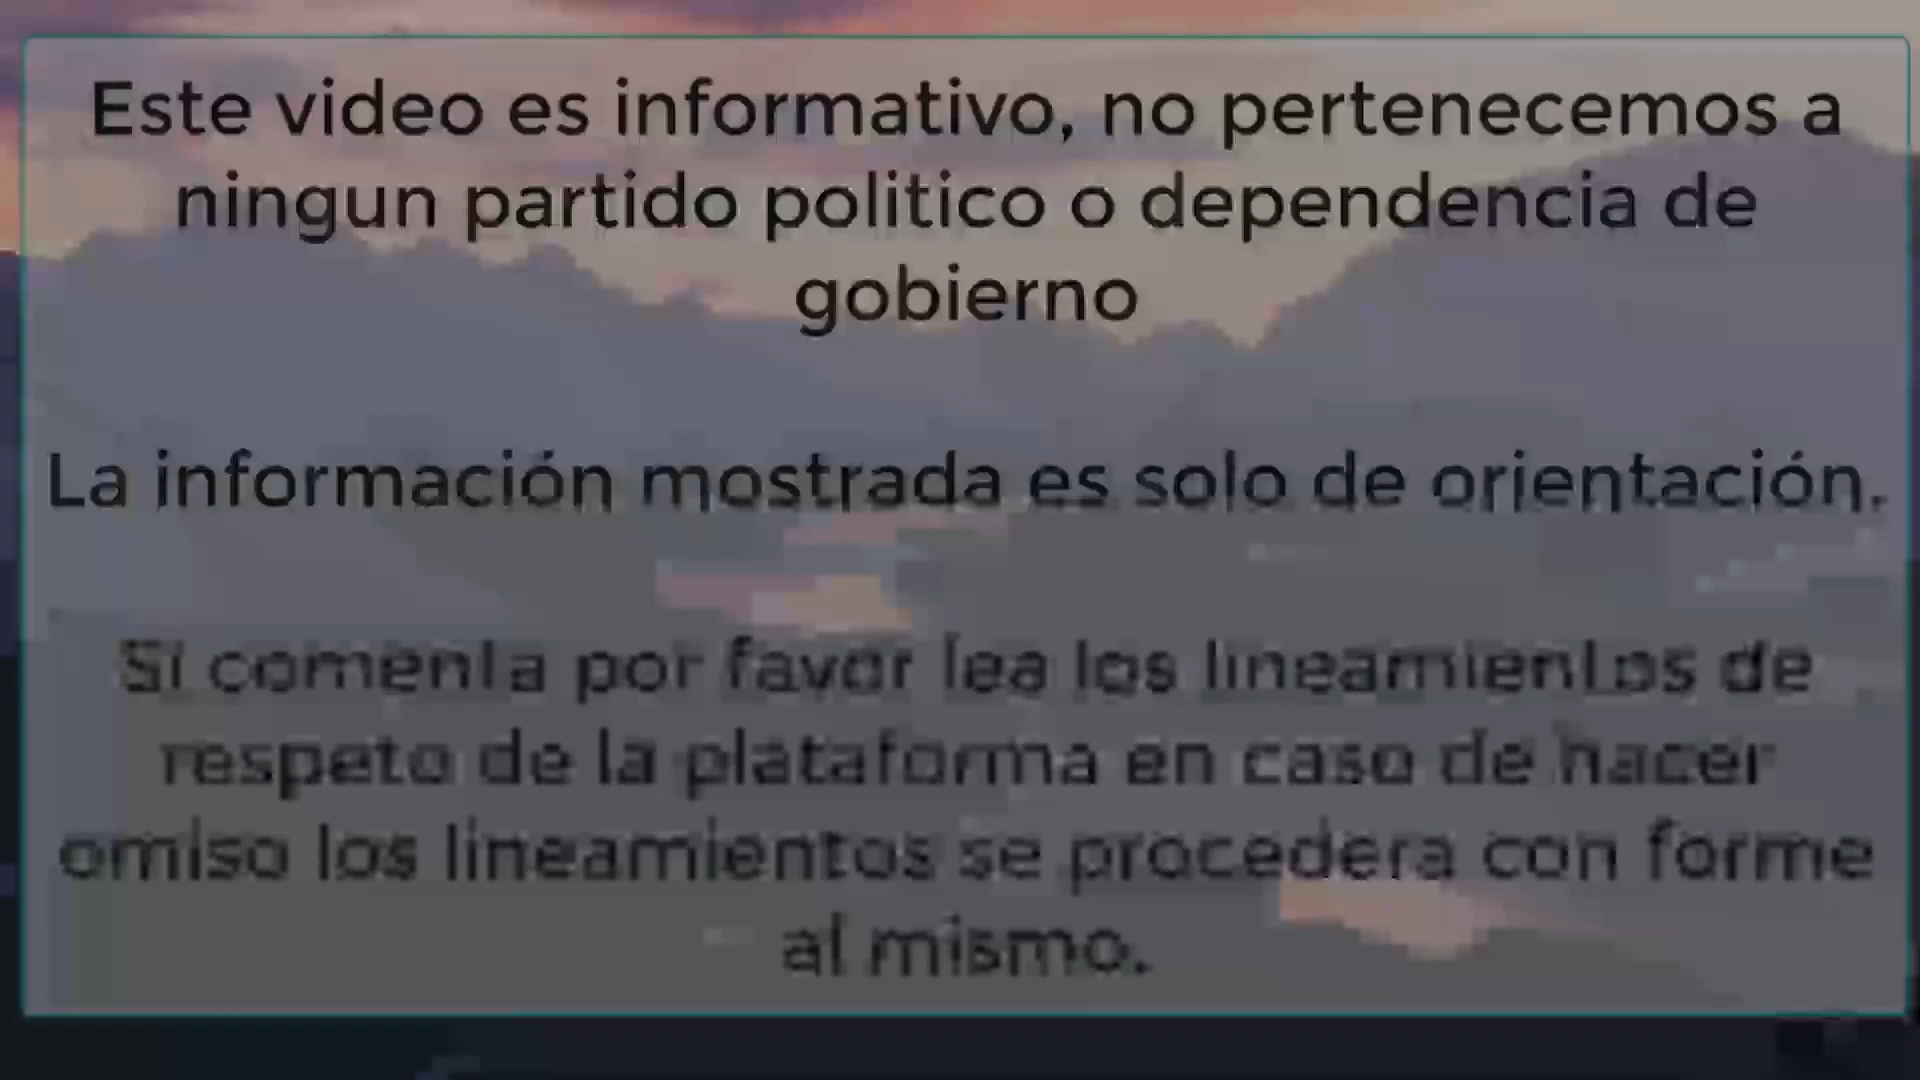 Este video es informativo, no pertenecemos a
ningun partido politico o dependencia de
gobierno
La información mostrada es solo de orientación.
Si comenta por favor lea los lineamientos de
respeto de la plataforma en caso de hacer
omiso los lineamientos se procedera con forme
al mismo.